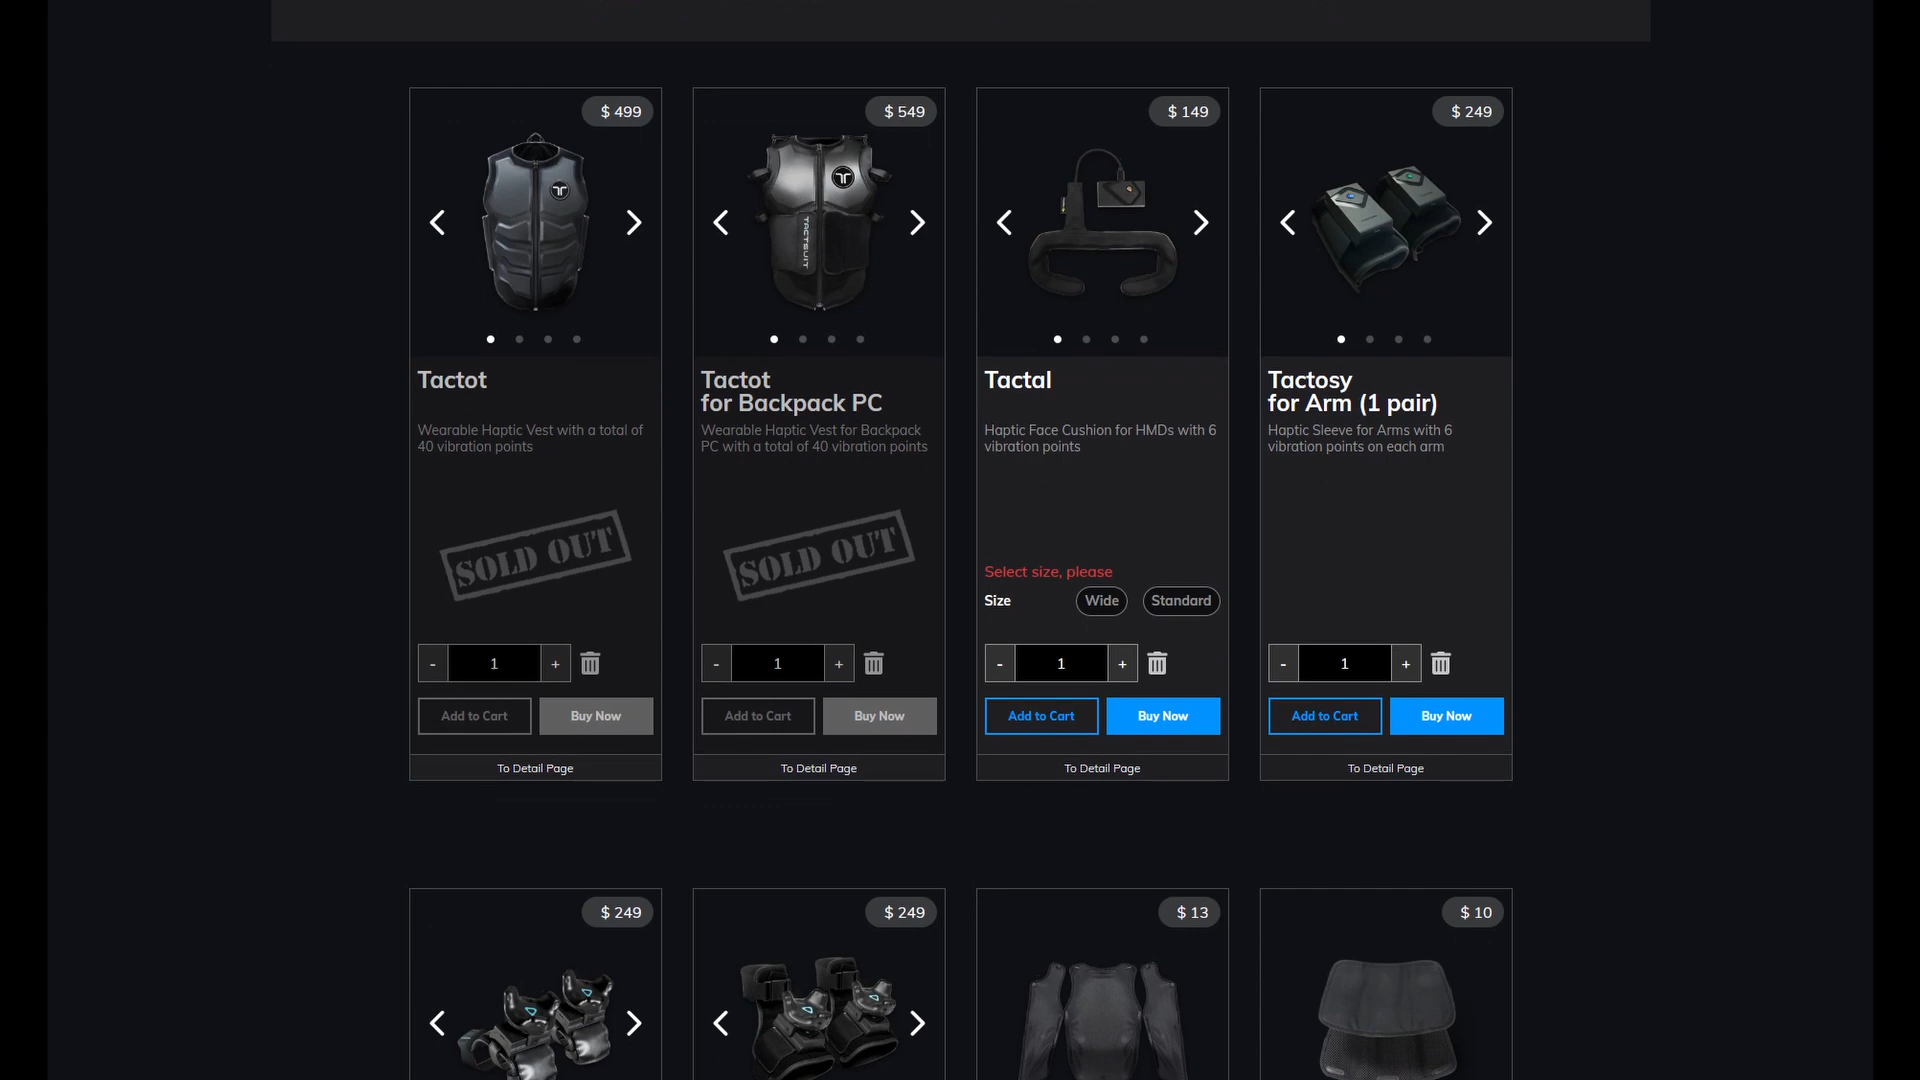 $ 499
Tactot
Wearable Haptic Vest with a total of
40 vibration points
SOLD OUT
- 1 +
Add to Cart Buy Now
To Detail Page
$ 549
TACTSUIT
Tactot
for Backpack PC
Wearable Haptic Vest for Backpack
PC with a total of 40 vibration points
SOLD OUT
- 1 +
Add to Cart Buy Now
To Detail Page
$ 149
Tactal
Haptic Face Cushion for HMDs with 6
vibration points
Select size, please
Size Wide Standard
- 1 +
Add to Cart Buy Now
To Detail Page
$ 249
Tactosy
for Arm (1 pair)
Haptic Sleeve for Arms with 6
vibration points on each arm
- 1 +
Add to Cart Buy Now
To Detail Page
$ 249
$ 249
$ 13
$ 10